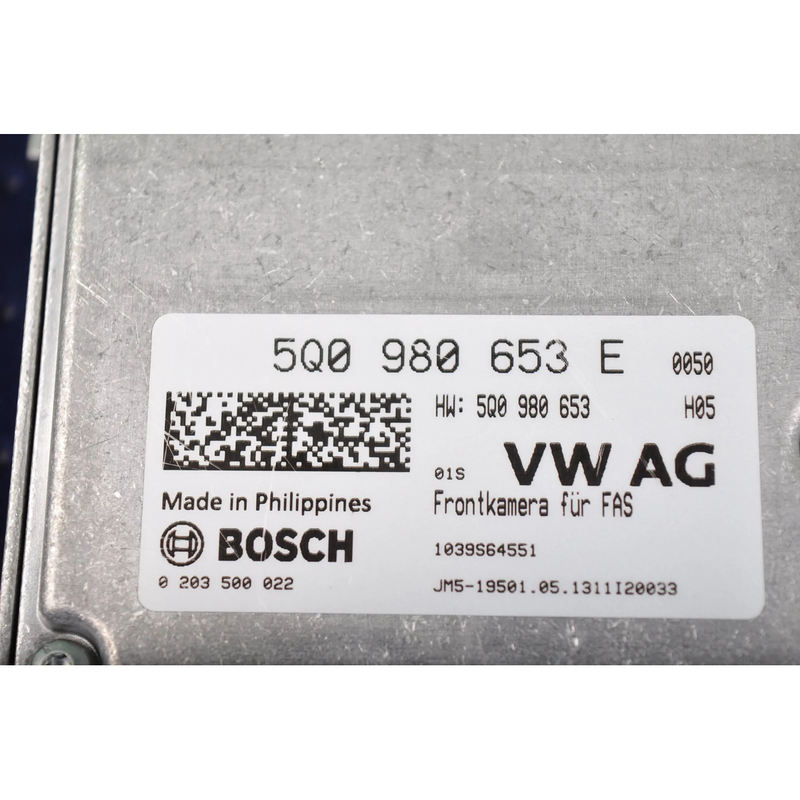 5Q0 980 653 E 0050
HW: 5Q0 980 653 H05
01S VW AG
Made in Philippines
Frontkamera für FAS
BOSCH
1039S64551
0 203 500 022
JM5-19501.05.1311I20033